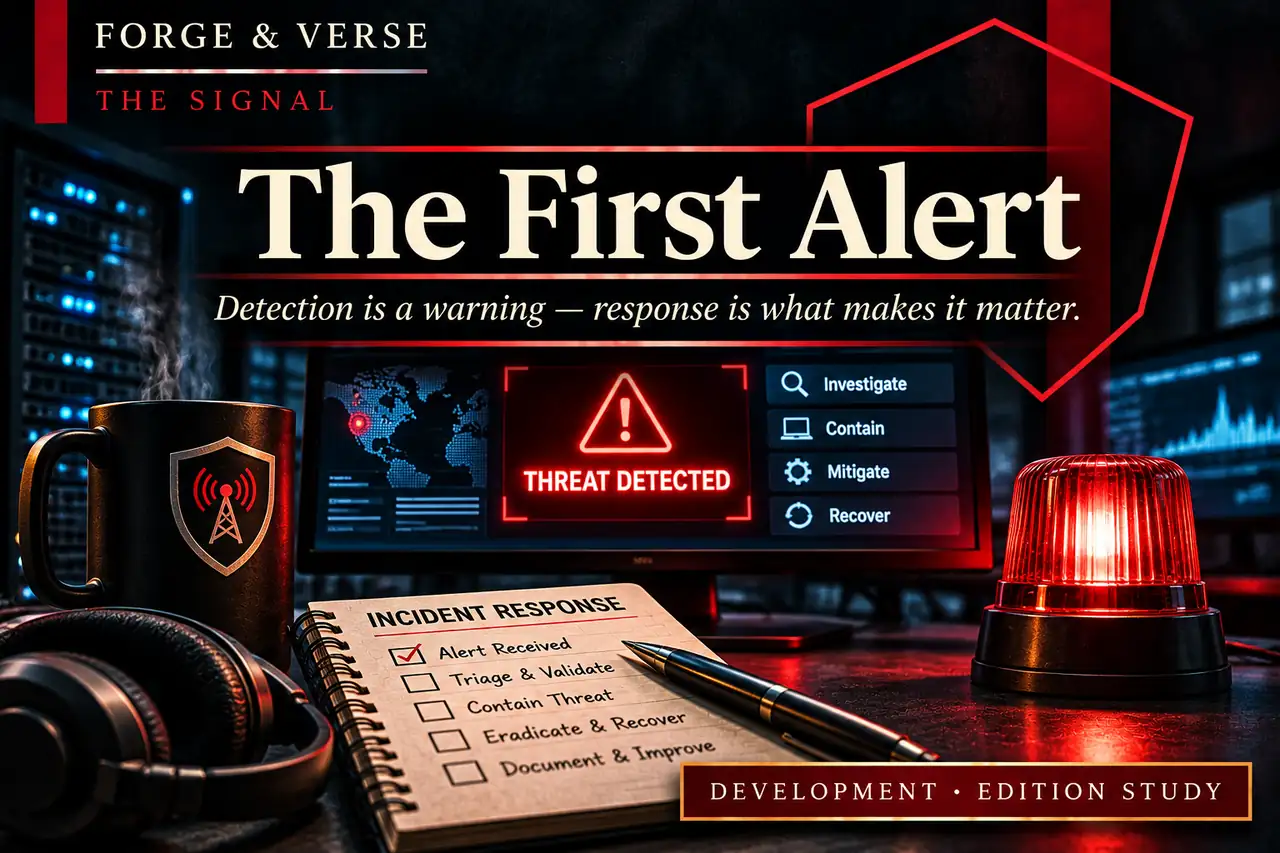 FORGE & VERSE
THE SIGNAL
The First Alert
Detection is a warning — response is what makes it matter.
THREAT DETECTED
Investigate
Contain
Mitigate
Recover
INCIDENT RESPONSE
Alert Received
Triage & Validate
Contain Threat
Eradicate & Recover
Document & Improve
DEVELOPMENT • EDITION STUDY